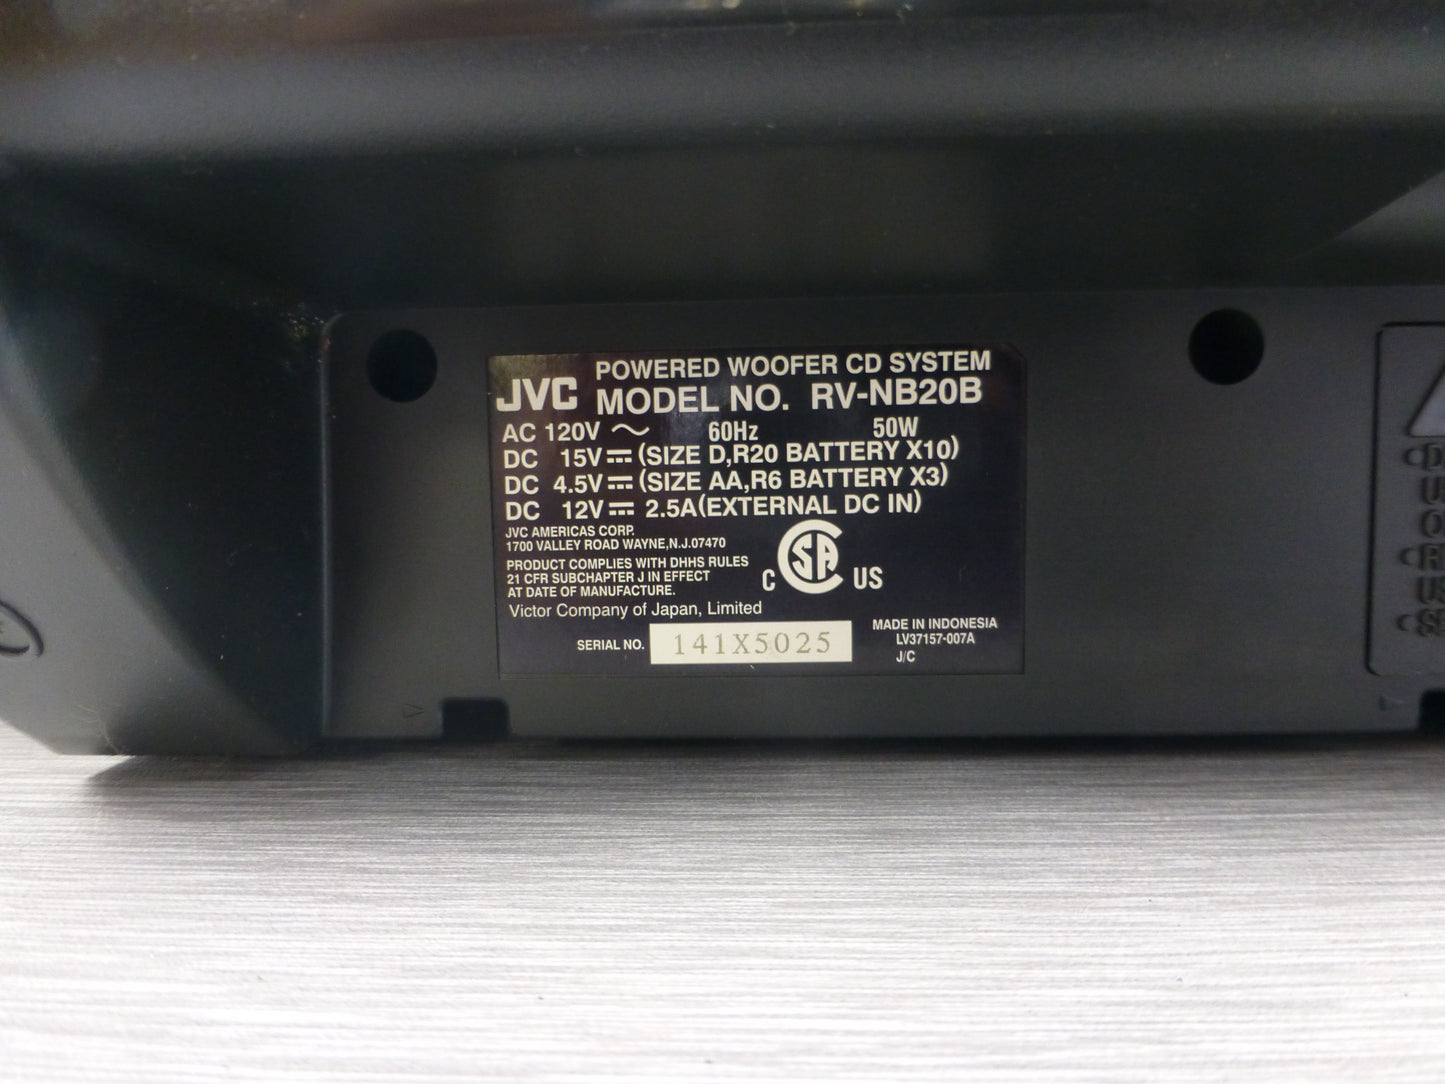 POWERED WOOFER CD SYSTEM
JVC MODEL NO. RV-NB20B
AC 120V ~ 60Hz 50W
DC 15V⎓(SIZE D,R20 BATTERY X10)
DC 4.5V⎓(SIZE AA,R6 BATTERY X3)
DC 12V⎓ 2.5A(EXTERNAL DC IN)
JVC AMERICAS CORP.
1700 VALLEY ROAD WAYNE,N.J.07470
PRODUCT COMPLIES WITH DHHS RULES
21 CFR SUBCHAPTER J IN EFFECT
AT DATE OF MANUFACTURE.
C SA US
Victor Company of Japan, Limited
SERIAL NO. 141X5025
MADE IN INDONESIA
LV37157-007A
J/C